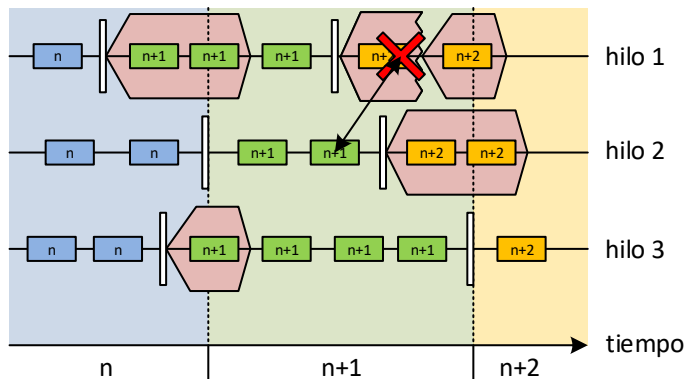 n n+1 n+1 n+1 n+ n+2 hilo 1
n n n+1 n+1 n+2 n+2 hilo 2
n n n+1 n+1 n+1 n+1 n+2 hilo 3
tiempo
n n+1 n+2